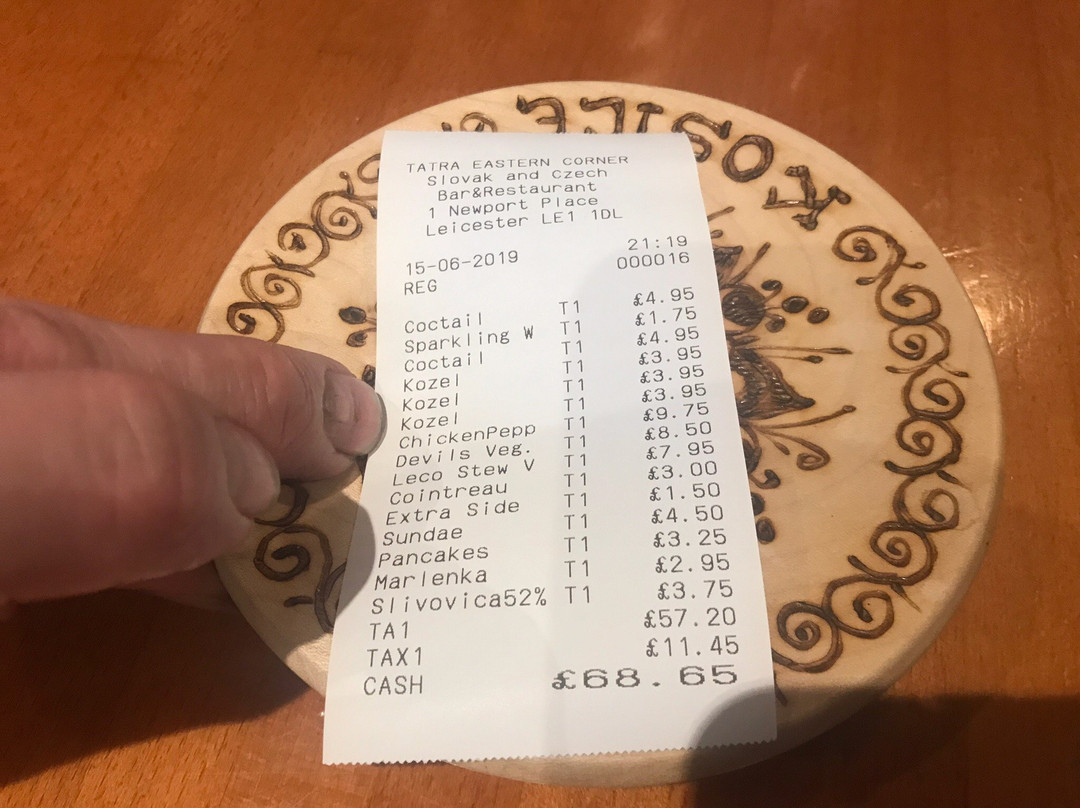 TATRA EASTERN CORNER
Slovak and Czech
Bar&Restaurant
1 Newport Place
Leicester LE1 1DL
15-06-2019 21:19
REG 000016
Coctail T1 £4.95
Sparkling W T1 £1.75
Coctail T1 £4.95
Kozel T1 £3.95
Kozel T1 £3.95
Kozel T1 £3.95
ChickenPepp T1 £9.75
Devils Veg. T1 £8.50
Leco Stew V T1 £7.95
Cointreau T1 £3.00
Extra Side T1 £1.50
Sundae T1 £4.50
Pancakes T1 £3.25
Marlenka T1 £2.95
Slivovica52% T1 £3.75
TA1 £57.20
TAX1 £11.45
CASH £68.65
KOSICE